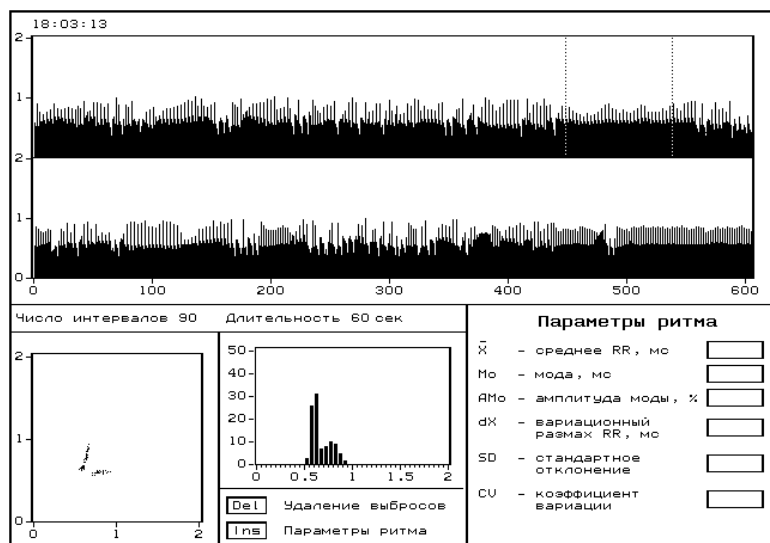 18:03:13
2
1
2
1
0
0 100 200 300 400 500 600
Число интервалов 90 Длительность 60 сек
2
1
0
0 1 2
50
40
30
20
10
0
0 0.5 1 1.5 2
Del Удаление выбросов
Ins Параметры ритма
Параметры ритма
X̄ - среднее RR, мс
Mo - мода, мс
AMo - амплитуда моды, %
dX - вариационный
размах RR, мс
SD - стандартное
отклонение
CV - коэффициент
вариации